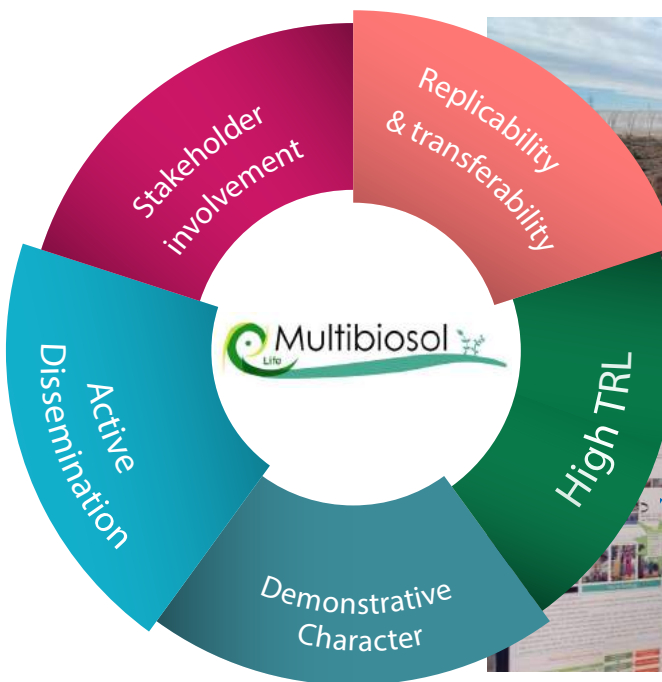 Replicability
& transferability
High TRL
Demonstrative
Character
Active
Dissemination
Stakeholder
involvement
Multibiosol
Life